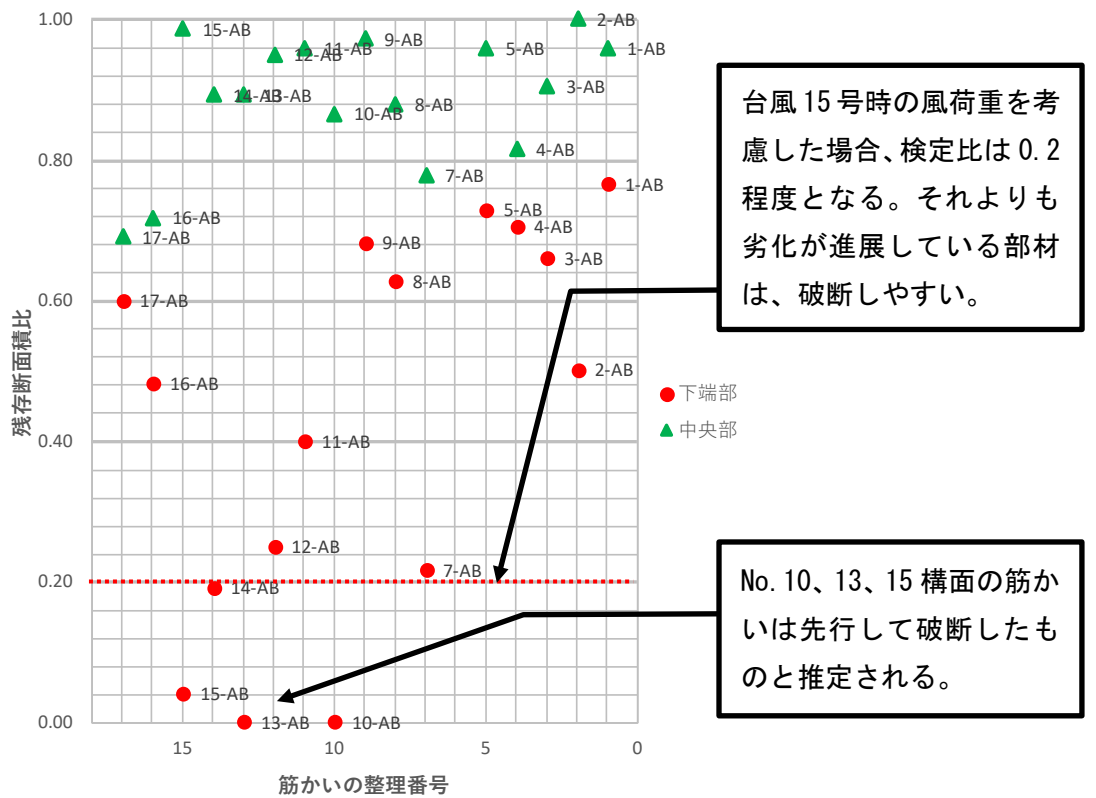 1.00
0.80
0.60
0.40
0.20
0.00
残存断面積比
15
10
5
0
筋かいの整理番号
2-AB
15-AB
9-AB
11-AB
5-AB
1-AB
12-AB
3-AB
14-AB
13-AB
8-AB
10-AB
4-AB
7-AB
16-AB
17-AB
1-AB
5-AB
4-AB
9-AB
3-AB
8-AB
17-AB
2-AB
16-AB
11-AB
12-AB
7-AB
14-AB
15-AB
13-AB
10-AB
下端部
中央部
台風15号時の風荷重を考
慮した場合、検定比は0.2
程度となる。それよりも
劣化が進展している部材
は、破断しやすい。
No.10、13、15構面の筋か
いは先行して破断したも
のと推定される。